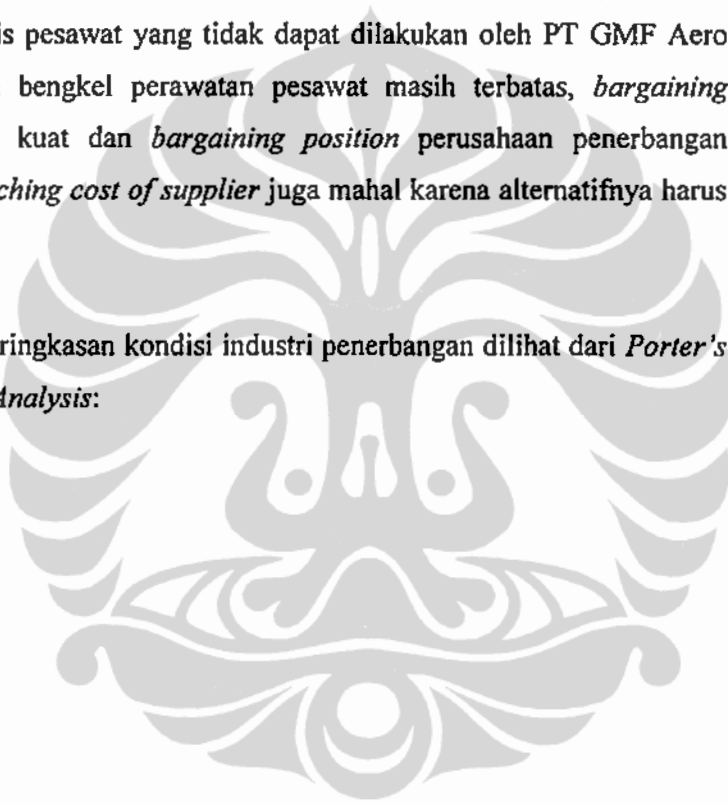 is pesawat yang tidak dapat dilakukan oleh PT GMF Aero
bengkel perawatan pesawat masih terbatas, bargaining
kuat dan bargaining position perusahaan penerbangan
ching cost of supplier juga mahal karena alternatifnya harus
ringkasan kondisi industri penerbangan dilihat dari Porter's
Analysis: